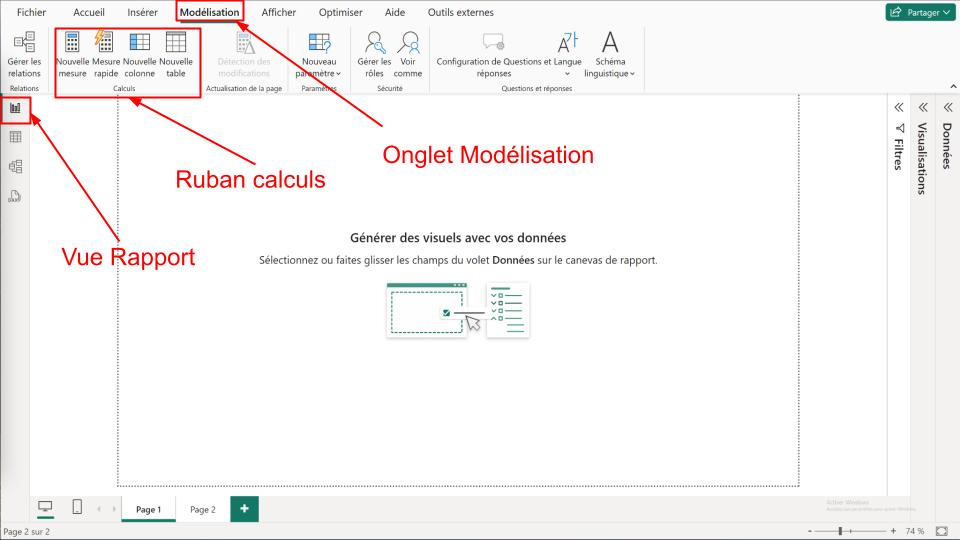 Fichier Accueil Insérer Modélisation Afficher Optimiser Aide Outils externes Partager
Gérer les relations
Nouvelle mesure
Mesure rapide
Nouvelle colonne
Nouvelle table
Détection des modifications
Nouveau paramètre
Gérer les rôles
Voir comme
Configuration de Questions et réponses
Langue
Schéma linguistique
Relations Calculs Actualisation de la page Paramètres Sécurité Questions et réponses
Onglet Modélisation
Ruban calculs
Vue Rapport
Filtres
Visualisations
Données
Générer des visuels avec vos données
Sélectionnez ou faites glisser les champs du volet Données sur le canevas de rapport.
Activer Windows
Page 1 Page 2 +
Page 2 sur 2
- + 74 %